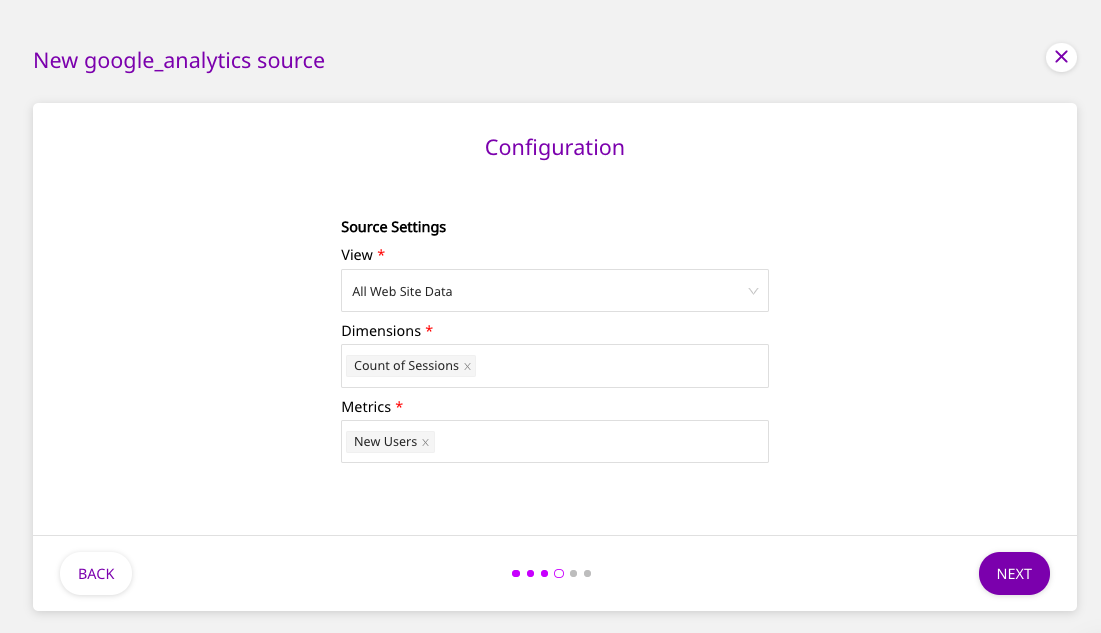 New google_analytics source
Configuration
Source Settings
View *
All Web Site Data
Dimensions *
Count of Sessions x
Metrics *
New Users x
BACK
NEXT